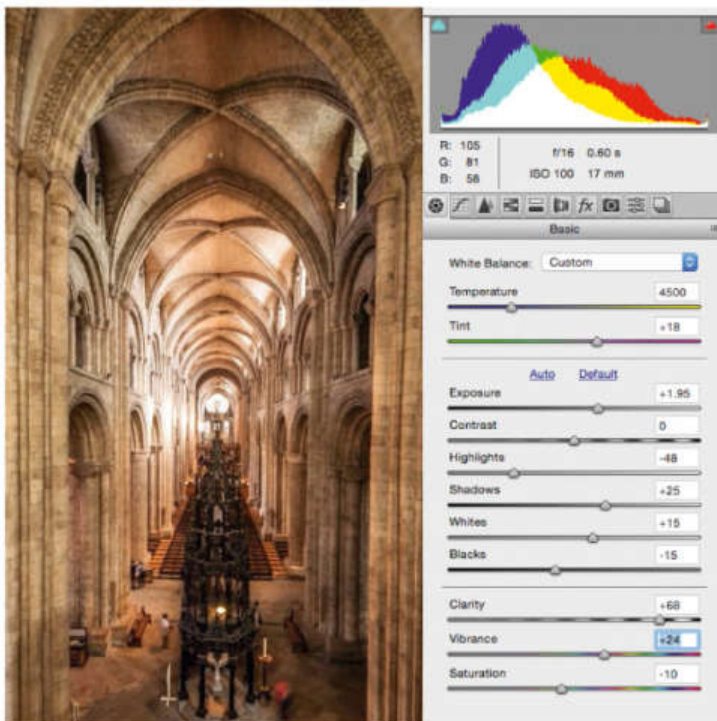 R: 105
G: 81
B: 58
f/16 0.60 s
ISO 100 17 mm
fx
Basic
White Balance: Custom
Temperature 4500
Tint +18
Auto Default
Exposure +1.95
Contrast 0
Highlights -48
Shadows +25
Whites +15
Blacks -15
Clarity +68
Vibrance +24
Saturation -10